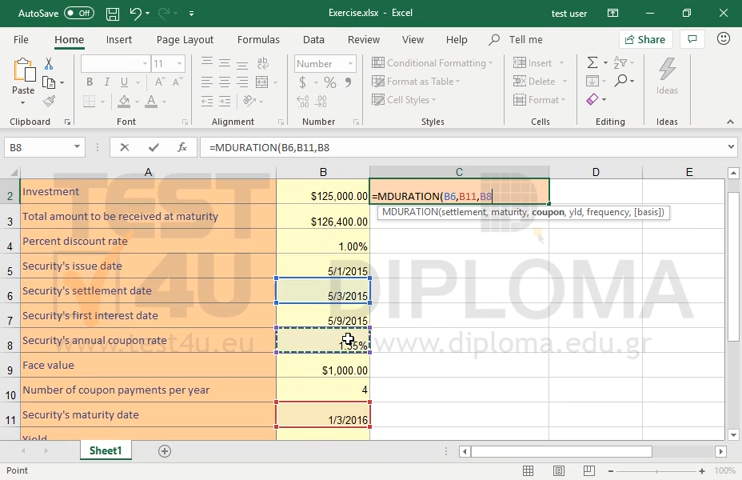 AutoSave Off Exercise.xlsx - Excel test user
File Home Insert Page Layout Formulas Data Review View Help Tell me Share
Paste 11 Number Conditional Formatting Insert Ideas
B I U A A $ % Format as Table Delete
Cell Styles Format
Clipboard Font Alignment Number Styles Cells Editing Ideas
B8 fx =MDURATION(B6,B11,B8
A B C D E
2 Investment $125,000.00 =MDURATION(B6,B11,B8
MDURATION(settlement, maturity, coupon, yld, frequency, [basis])
3 Total amount to be received at maturity $126,400.00
4 Percent discount rate 1.00%
5 Security's issue date 5/1/2015
6 Security's settlement date 5/3/2015
7 Security's first interest date 5/9/2015
8 Security's annual coupon rate 1.35%
9 Face value $1,000.00
10 Number of coupon payments per year 4
11 Security's maturity date 1/3/2016
Yield
TEST 4U DIPLOMA
www.test4u.eu www.diploma.edu.gr
Sheet1
Point 100%